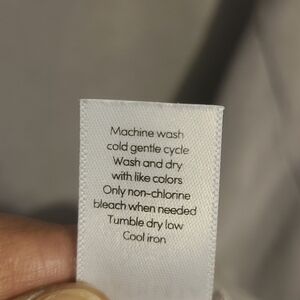 Machine wash
cold gentle cycle
Wash and dry
with like colors
Only non-chlorine
bleach when needed
Tumble dry low
Cool iron